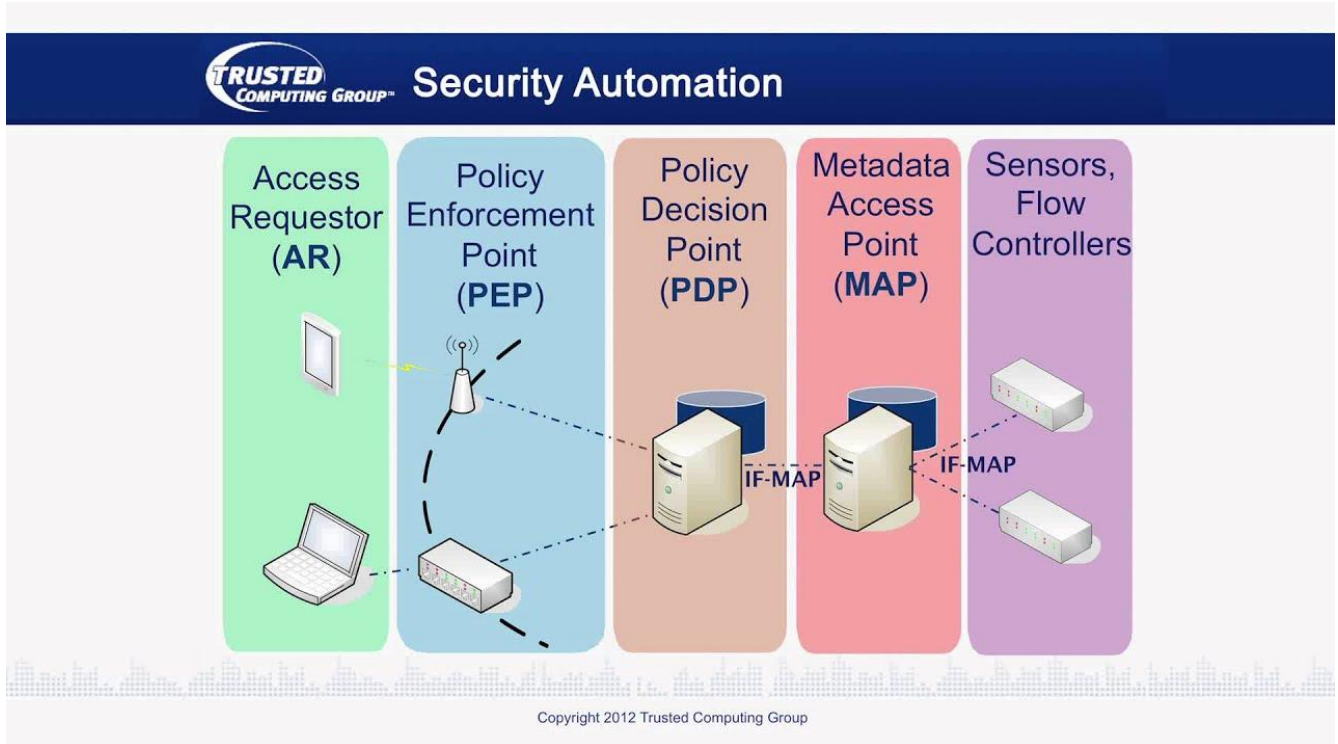 TRUSTED
COMPUTING GROUP™
Security Automation
Access
Requestor
(AR)
Policy
Enforcement
Point
(PEP)
Policy
Decision
Point
(PDP)
Metadata
Access
Point
(MAP)
Sensors,
Flow
Controllers
IF-MAP
IF-MAP
Copyright 2012 Trusted Computing Group